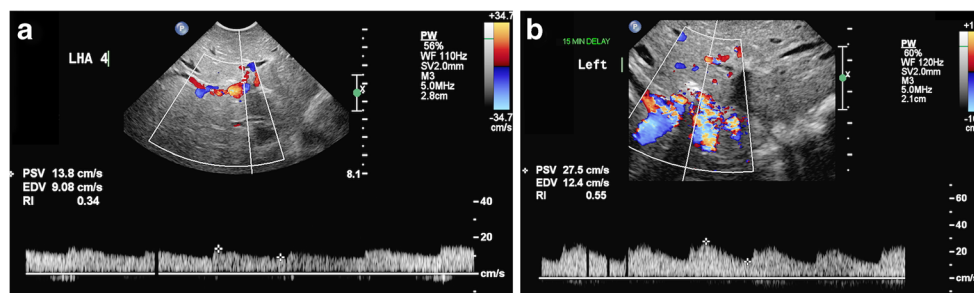 a
P
LHA 4
+34.7
-34.7
cm/s
PW
56%
WF 110Hz
SV2.0mm
M3
5.0MHz
2.8cm
x
8.1
PSV 13.8 cm/s
EDV 9.08 cm/s
RI 0.34
40
20
cm/s
b
P
15 MIN DELAY
Left
PW
60%
WF 120Hz
SV2.0mm
M3
5.0MHz
2.1cm
x
cm/s
PSV 27.5 cm/s
EDV 12.4 cm/s
RI 0.55
60
40
20
cm/s